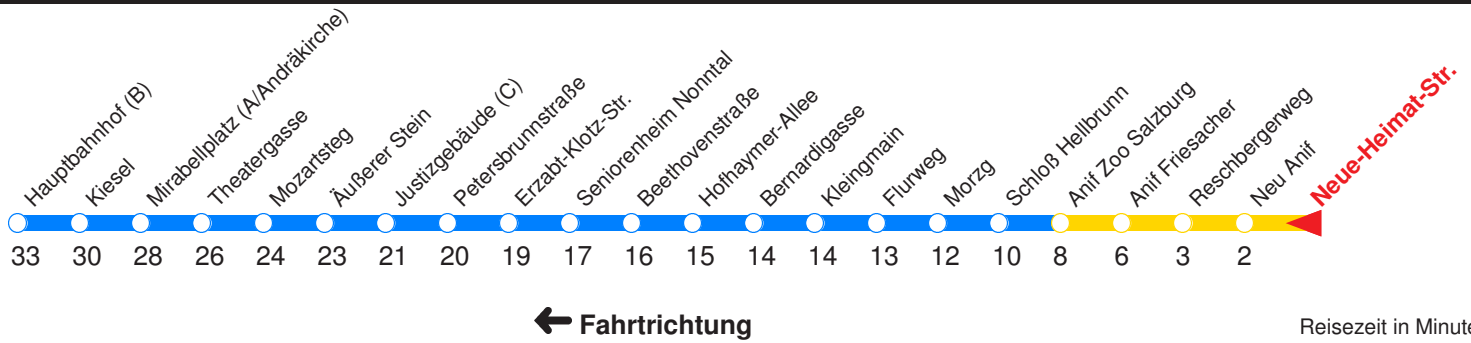 Hauptbahnhof (B)
Kiesel
Mirabellplatz (A/Andräkirche)
Theatergasse
Mozartsteg
Äußerer Stein
Justizgebäude (C)
Petersbrunnstraße
Erzabt-Klotz-Str.
Seniorenheim Nonntal
Beethovenstraße
Hofhaymer-Allee
Bernardigasse
Kleingmain
Flurweg
Morzg
Schloß Hellbrunn
Anif Zoo Salzburg
Anif Friesacher
Reschbergerweg
Neu Anif
Neue-Heimat-Str.
33 30 28 26 24 23 21 20 19 17 16 15 14 14 13 12 10 8 6 3 2
Fahrtrichtung
Reisezeit in Minute